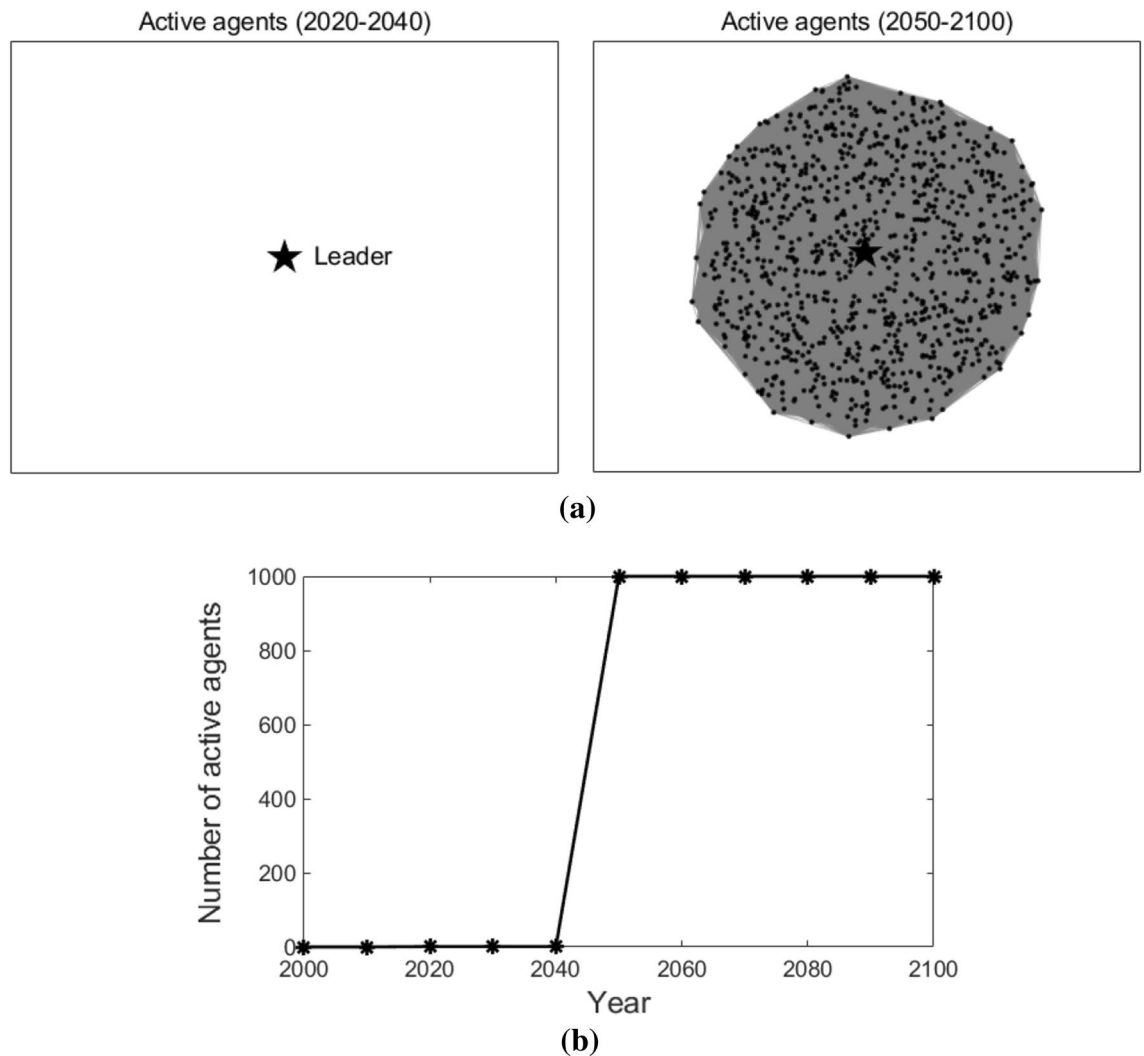 Active agents (2020-2040)
Active agents (2050-2100)
Leader
(a)
Number of active agents
1000
800
600
400
200
0
2000
2020
2040
2060
2080
2100
Year
(b)